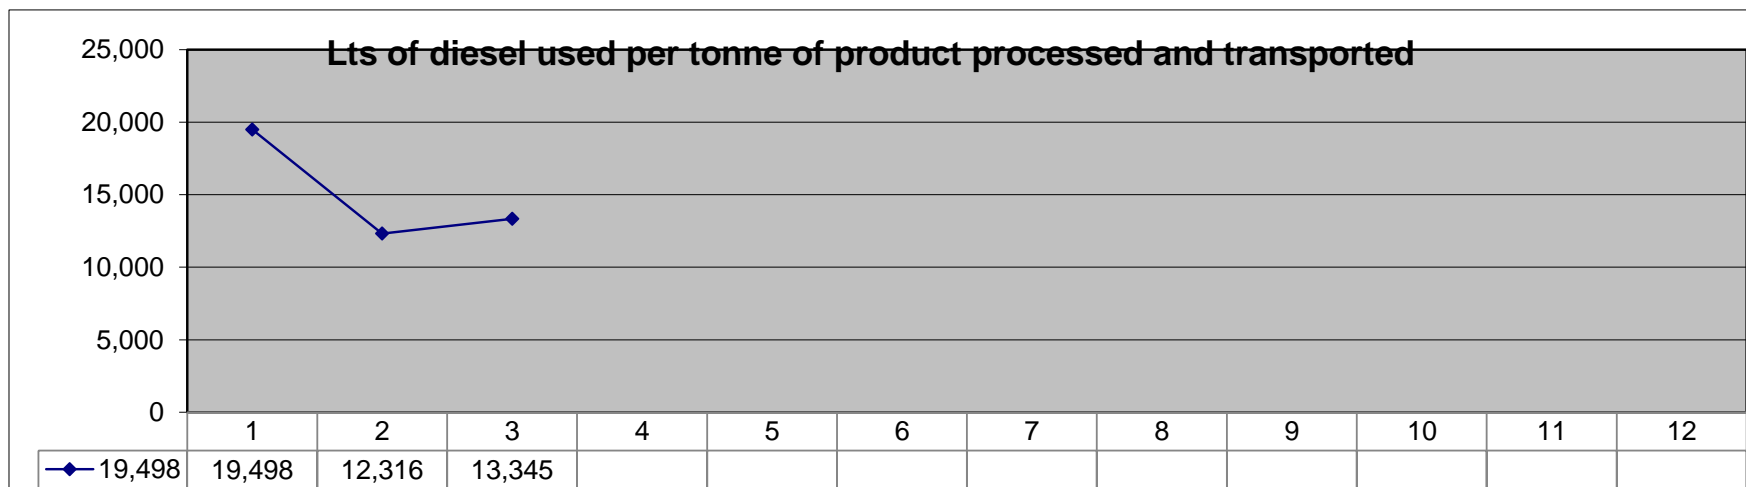 Lts of diesel used per tonne of product processed and transported
25,000
20,000
15,000
10,000
5,000
0
1 2 3 4 5 6 7 8 9 10 11 12
19,498 19,498 12,316 13,345